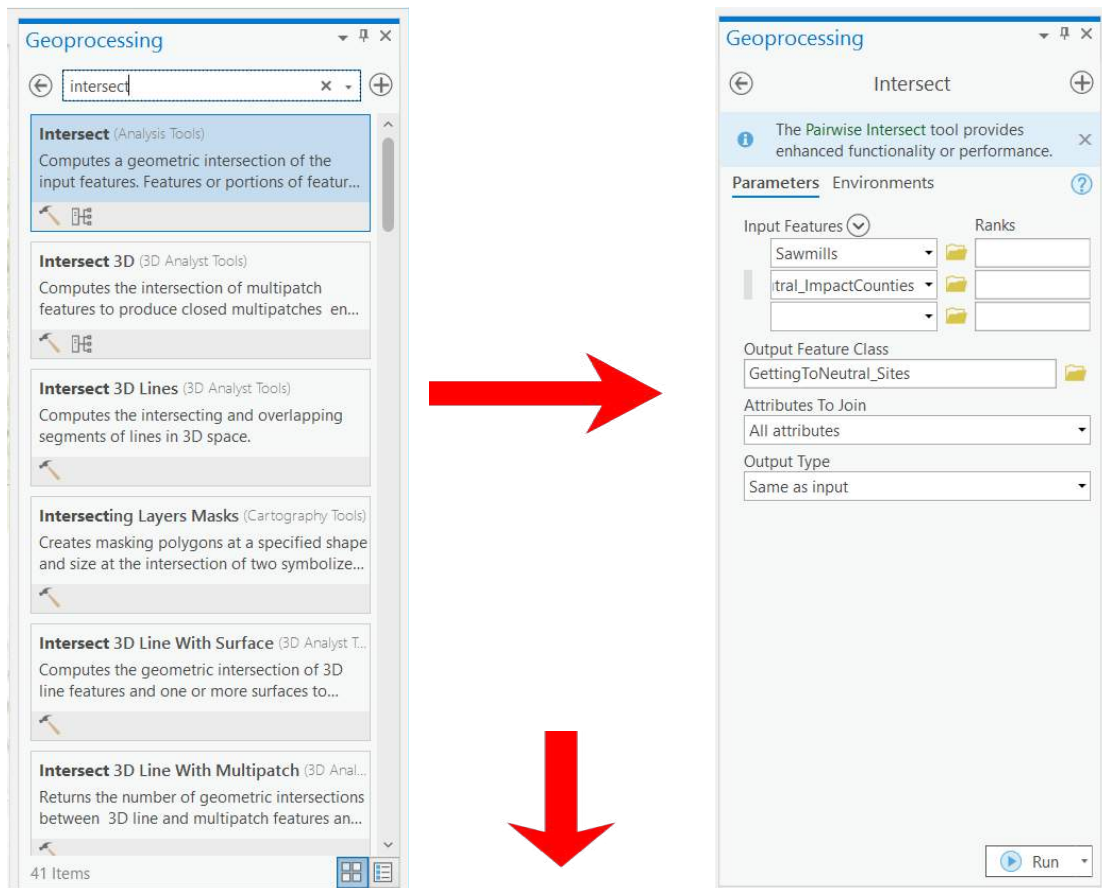 Geoprocessing
intersect
Intersect (Analysis Tools)
Computes a geometric intersection of the
input features. Features or portions of featur...
Intersect 3D (3D Analyst Tools)
Computes the intersection of multipatch
features to produce closed multipatches en...
Intersect 3D Lines (3D Analyst Tools)
Computes the intersecting and overlapping
segments of lines in 3D space.
Intersecting Layers Masks (Cartography Tools)
Creates masking polygons at a specified shape
and size at the intersection of two symbolize...
Intersect 3D Line With Surface (3D Analyst T...
Computes the geometric intersection of 3D
line features and one or more surfaces to...
Intersect 3D Line With Multipatch (3D Anal...
Returns the number of geometric intersections
between 3D line and multipatch features an...
41 Items
Geoprocessing
Intersect
The Pairwise Intersect tool provides
enhanced functionality or performance.
Parameters Environments
Input Features Ranks
Sawmills
tral_ImpactCounties
Output Feature Class
GettingToNeutral_Sites
Attributes To Join
All attributes
Output Type
Same as input
Run